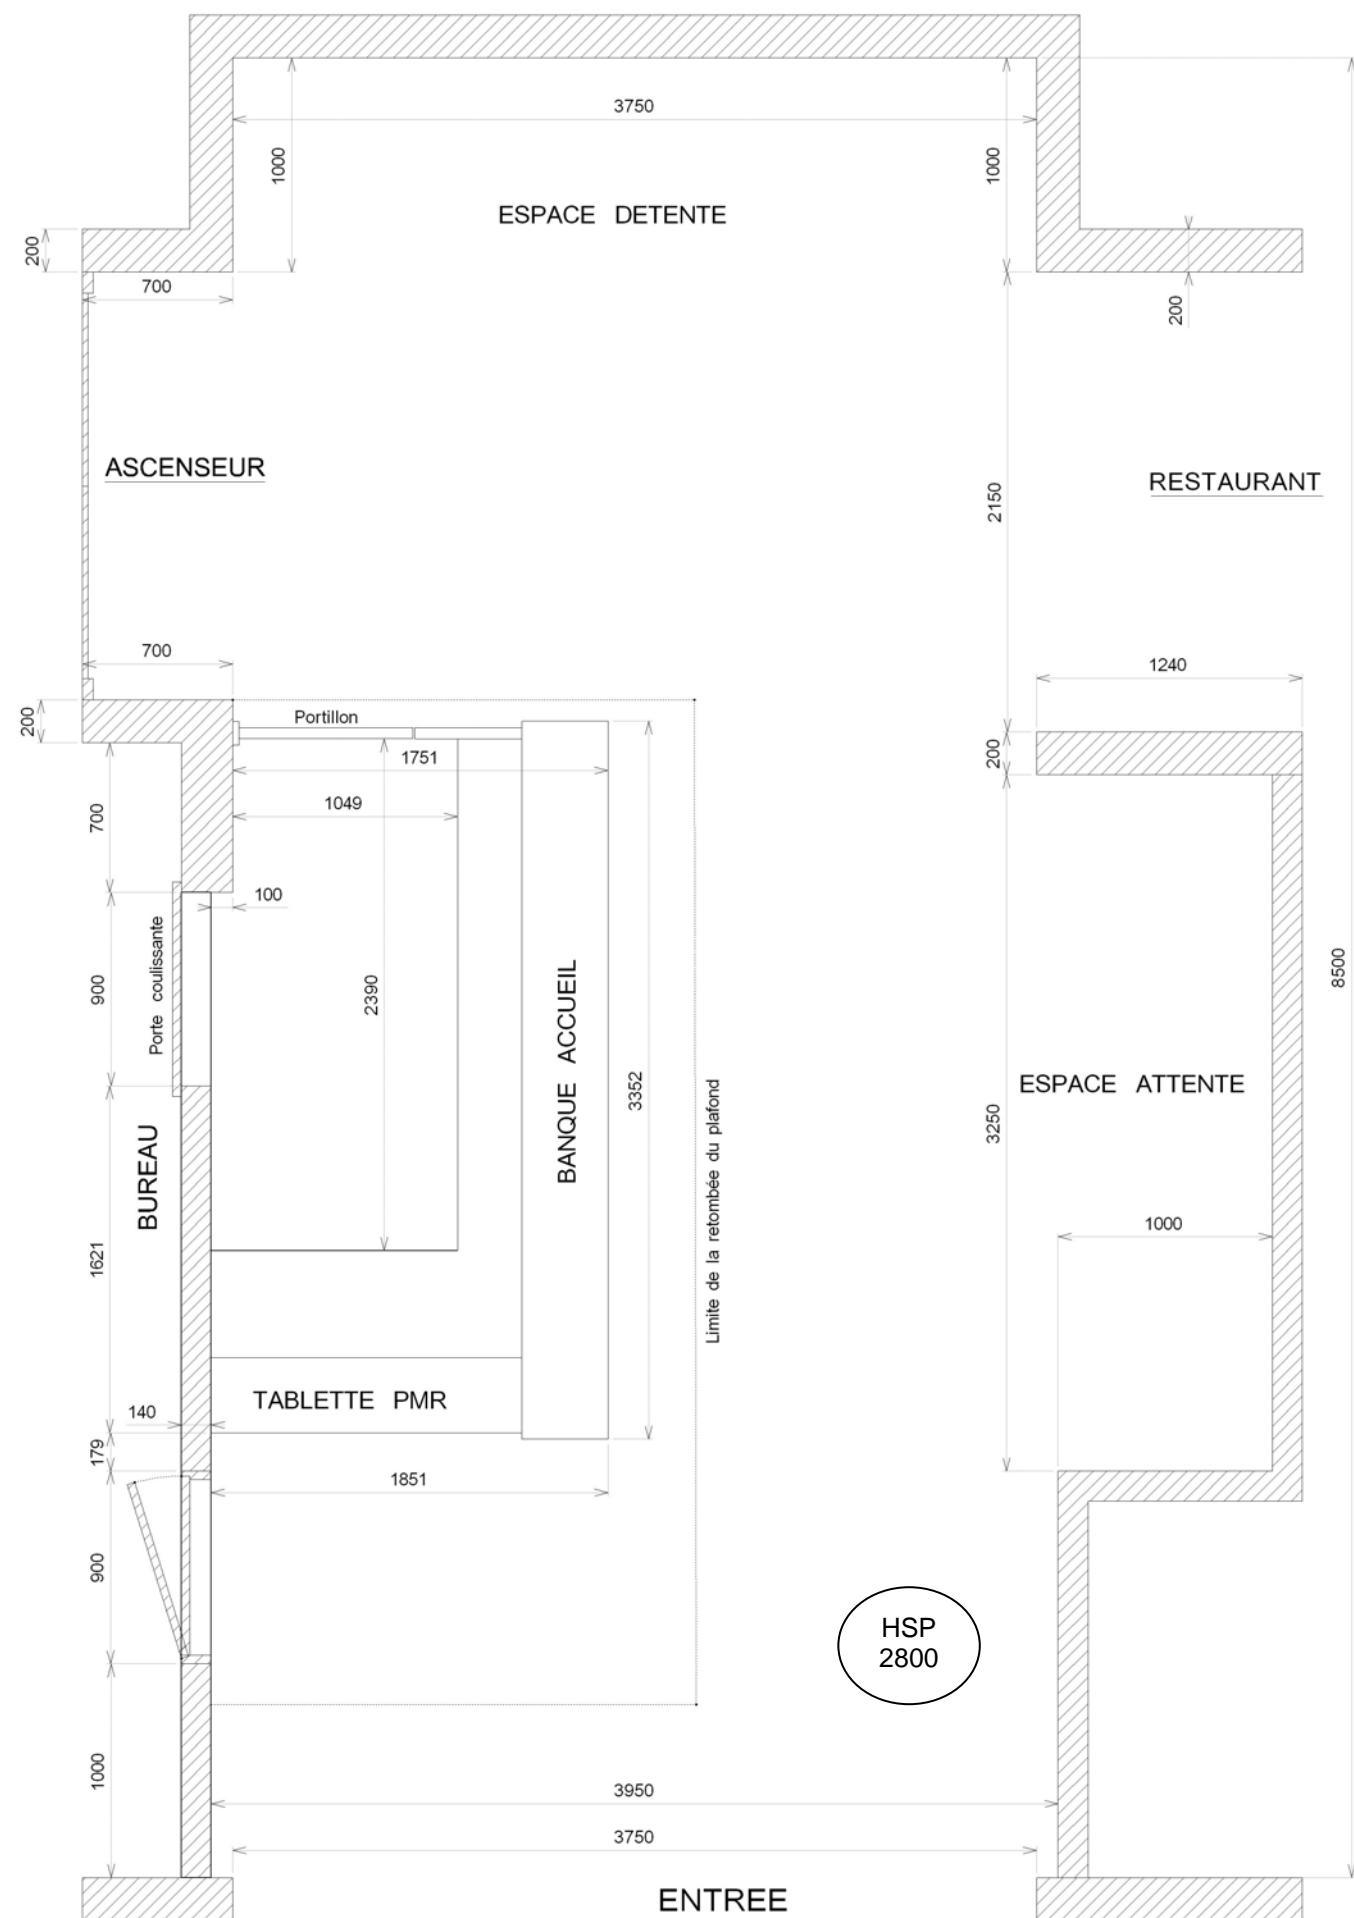 3750
1000
1000
ESPACE DETENTE
200
700
200
ASCENSEUR
RESTAURANT
2150
700
1240
200
Portillon
200
1751
1049
700
100
Porte coulissante
900
2390
BANQUE ACCUEIL
8500
3352
Limite de la retombée du plafond
ESPACE ATTENTE
3250
BUREAU
1000
1621
TABLETTE PMR
140
179
1851
900
HSP
2800
1000
3950
3750
ENTREE